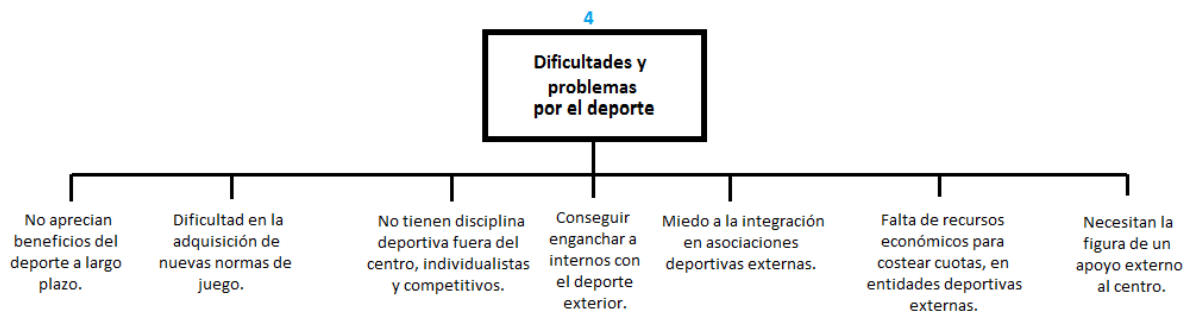 4
Dificultades y
problemas
por el deporte
No aprecian
beneficios del
deporte a largo
plazo.
Dificultad en la
adquisición de
nuevas normas de
juego.
No tienen disciplina
deportiva fuera del
centro, individualistas
y competitivos.
Conseguir
enganchar a
internos con
el deporte
exterior.
Miedo a la integración
en asociaciones
deportivas externas.
Falta de recursos
económicos para
costear cuotas, en
entidades deportivas
externas.
Necesitan la
figura de un
apoyo externo
al centro.